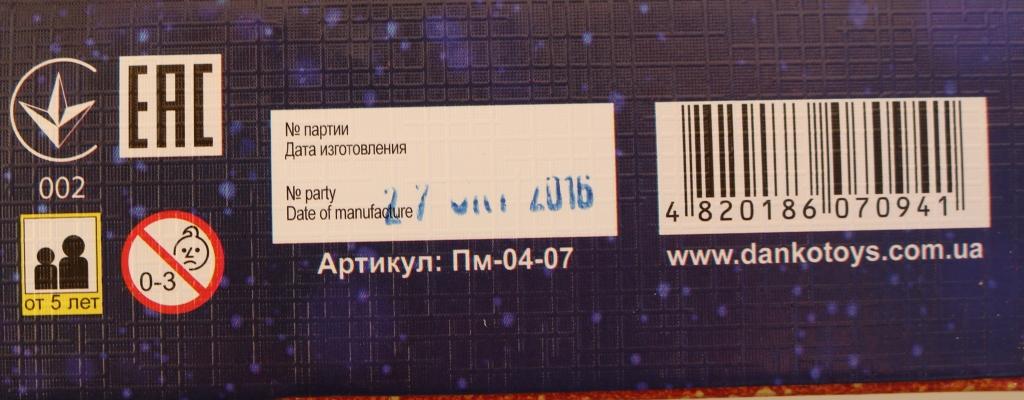 EAC
002
от 5 лет
0-3
№ партии
Дата изготовления
№ party
Date of manufacture
27 2016
Артикул: Пм-04-07
4 820186 070941
www.dankotoys.com.ua